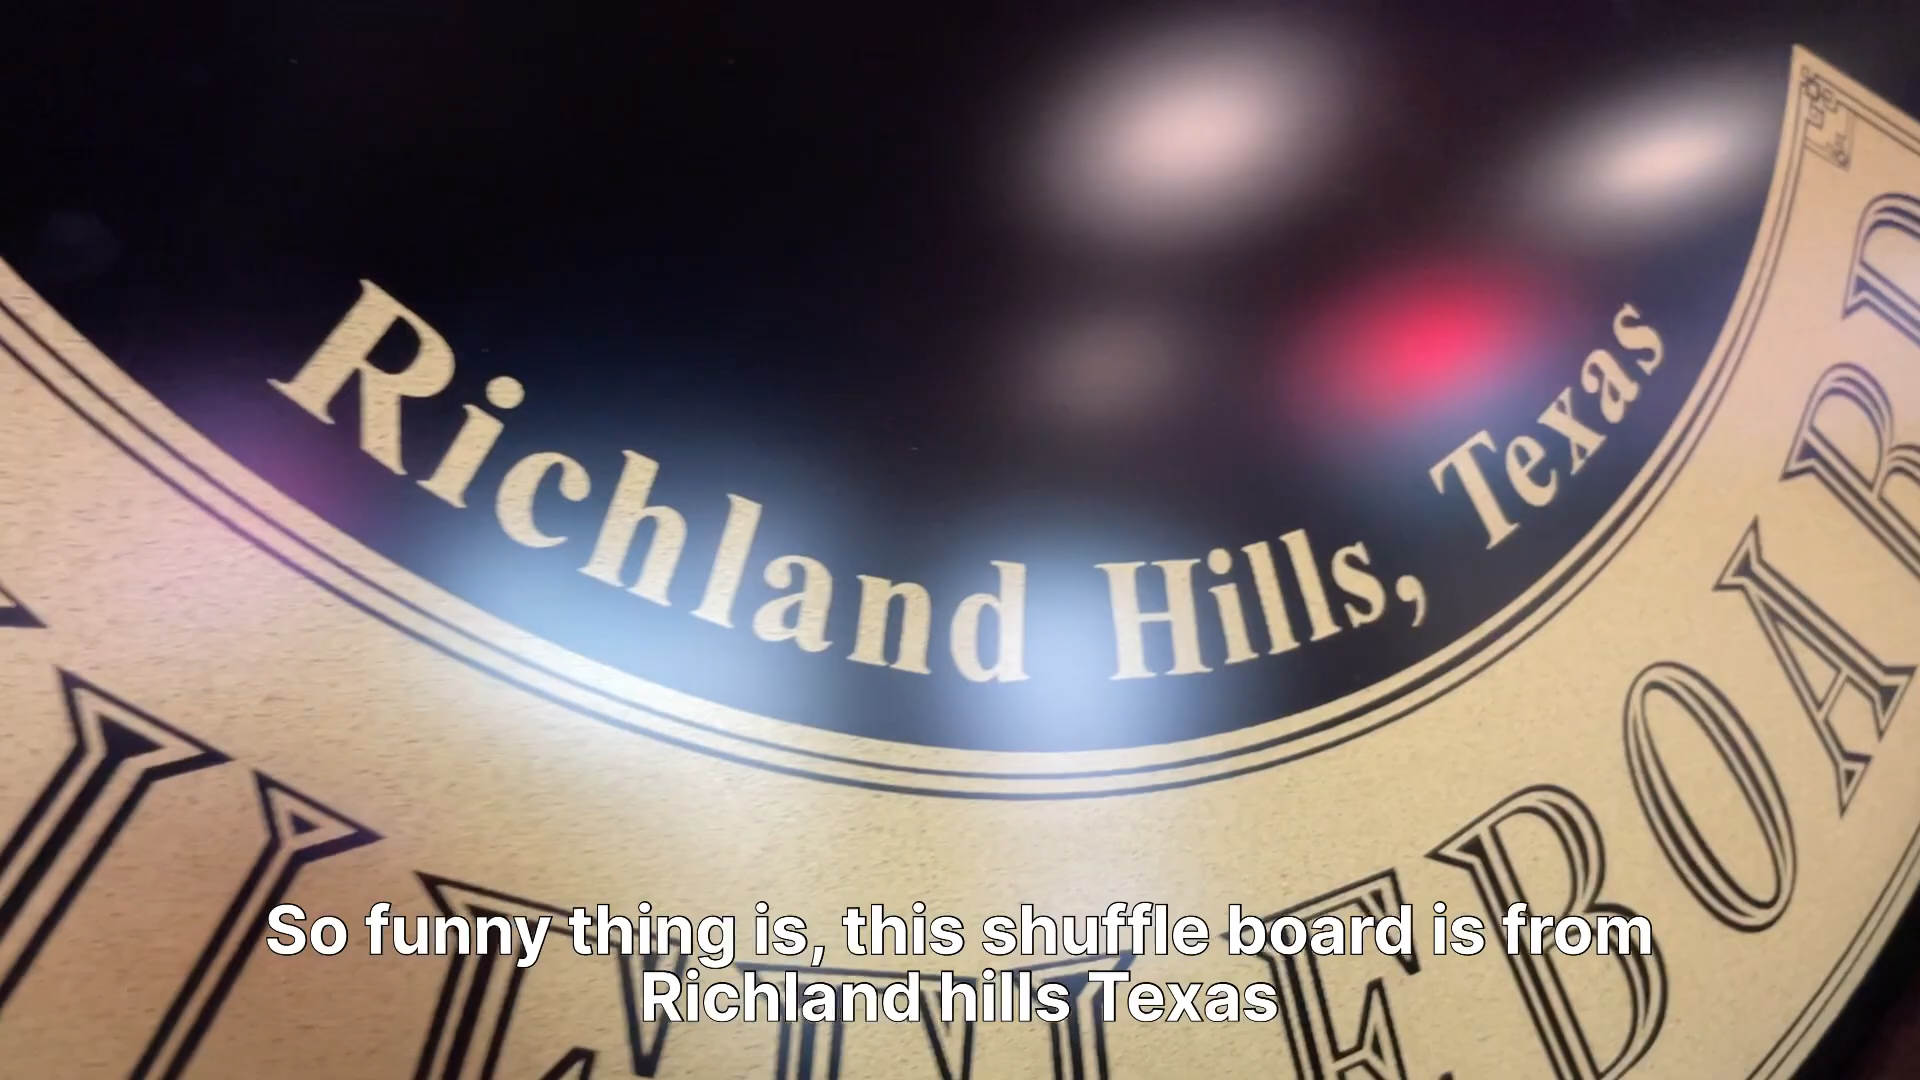 Richland Hills, Texas
So funny thing is, this shuffle board is from
Richland hills Texas